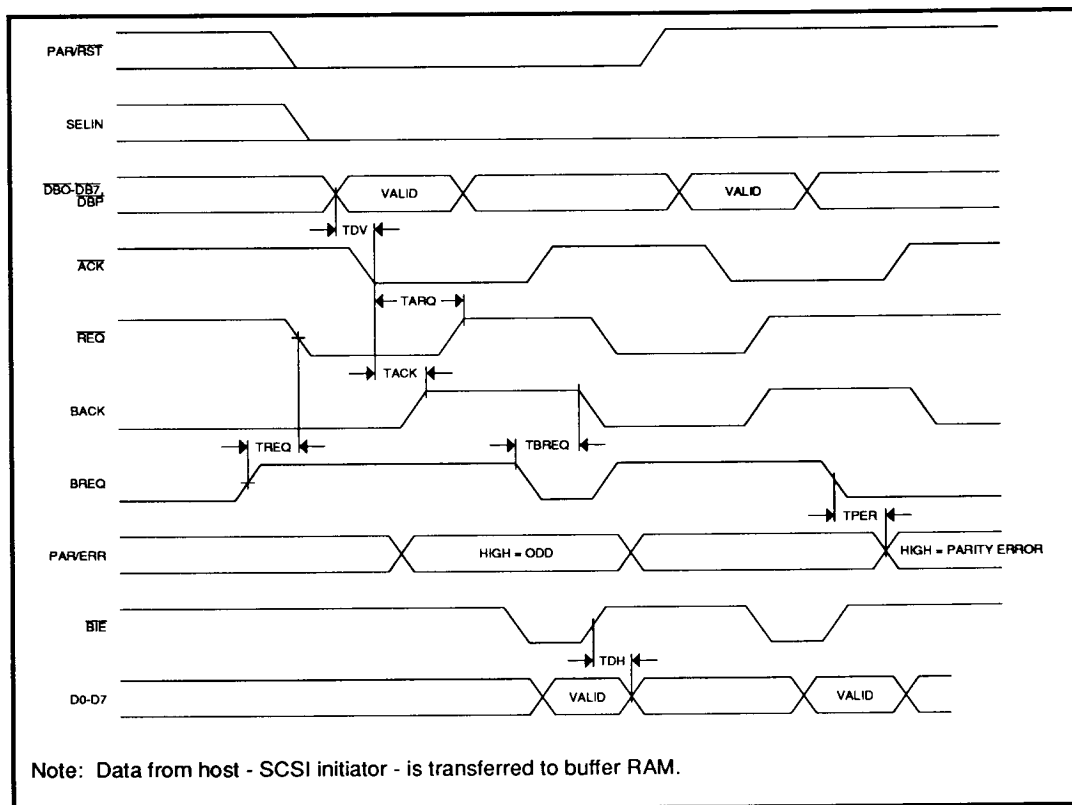 PAR/RST
SELIN
DBO-DB7,
DBP
VALID
VALID
TDV
ACK
TARQ
REQ
TACK
BACK
TREQ
TBREQ
BREQ
TPER
PAR/ERR
HIGH = ODD
HIGH = PARITY ERROR
BIE
TDH
D0-D7
VALID
VALID
Note: Data from host - SCSI initiator - is transferred to buffer RAM.